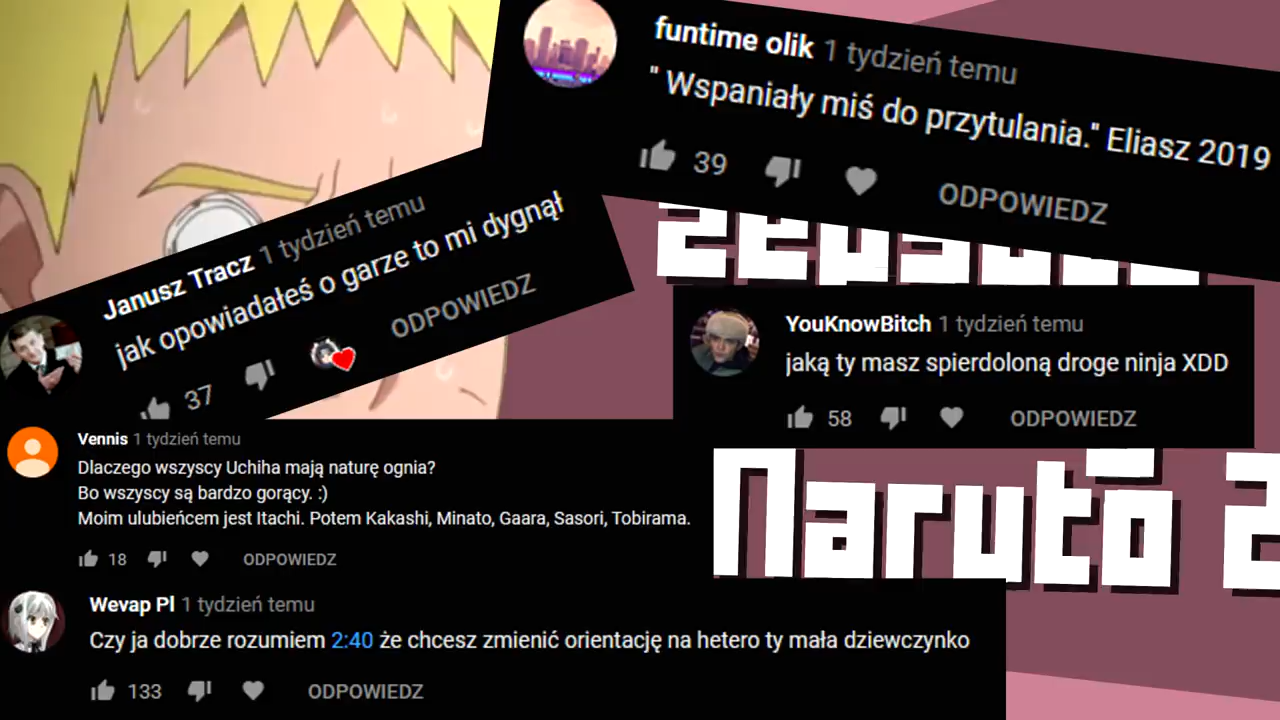 funtime olik 1 tydzień temu
" Wspaniały miś do przytulania." Eliasz 2019
39
ODPOWIEDZ
Janusz Tracz 1 tydzień temu
jak opowiadałeś o garze to mi dygnął
37
ODPOWIEDZ
YouKnowBitch 1 tydzień temu
jaką ty masz spierdoloną droge ninja XDD
58
ODPOWIEDZ
Vennis 1 tydzień temu
Dlaczego wszyscy Uchiha mają naturę ognia?
Bo wszyscy są bardzo gorący. :)
Moim ulubieńcem jest Itachi. Potem Kakashi, Minato, Gaara, Sasori, Tobirama.
18
ODPOWIEDZ
Naruto 2
Wevap Pl 1 tydzień temu
Czy ja dobrze rozumiem 2:40 że chcesz zmienić orientację na hetero ty mała dziewczynko
133
ODPOWIEDZ